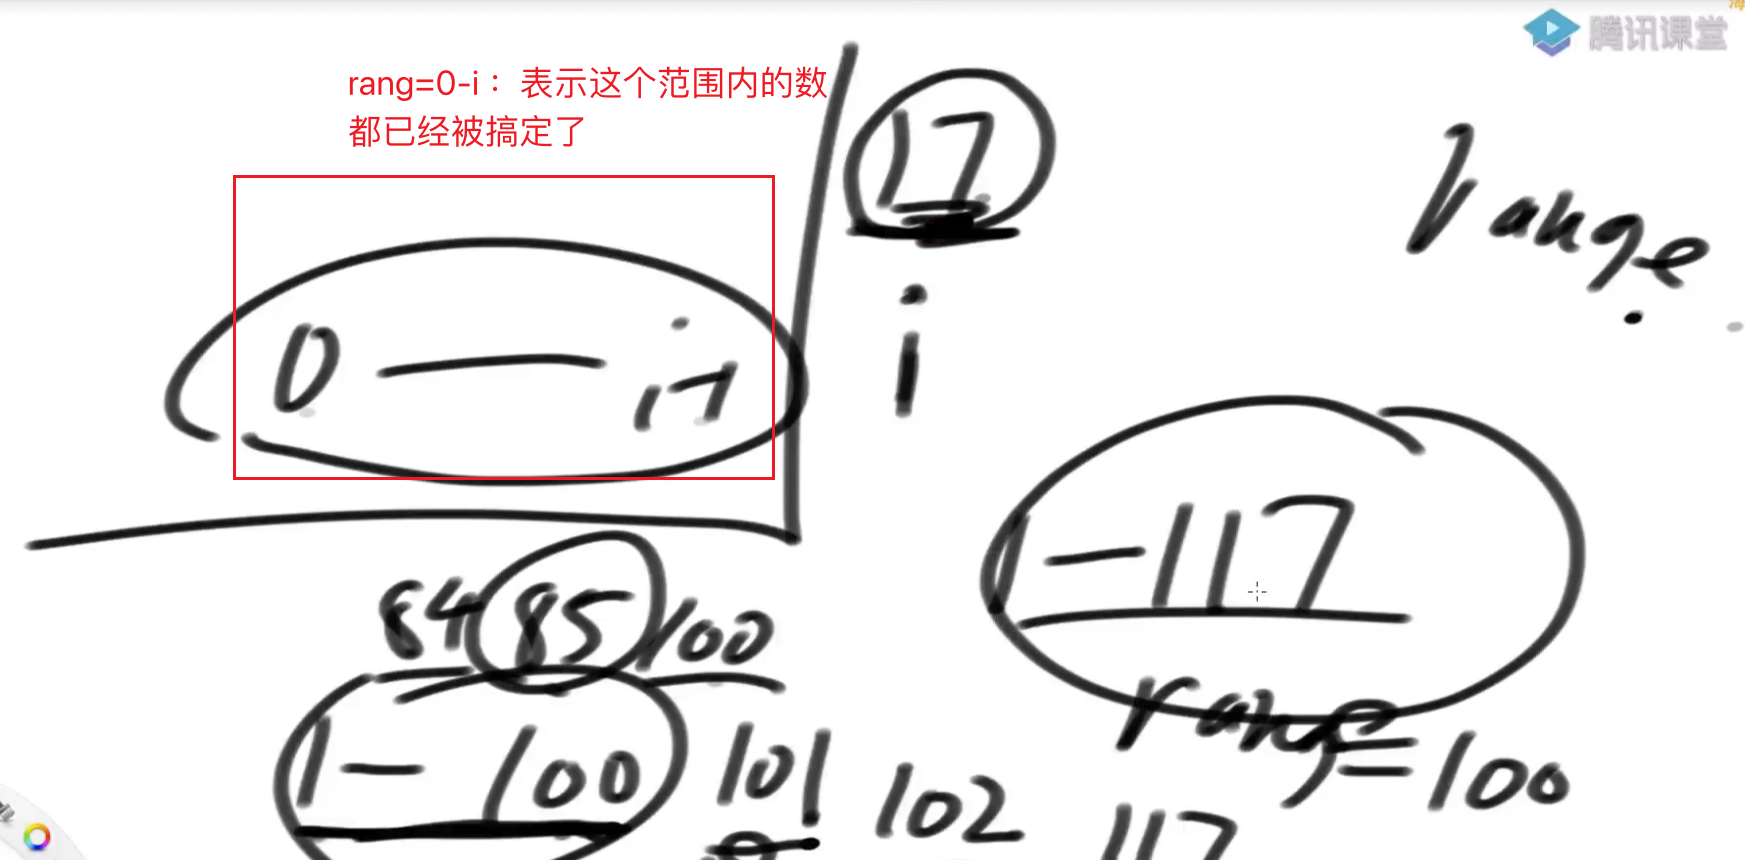 腾讯课堂
rang=0-i：表示这个范围内的数
都已经被搞定了
17
range
0 — i-1
i
1-117
84 85 100
range=100
1-100 101 102 117